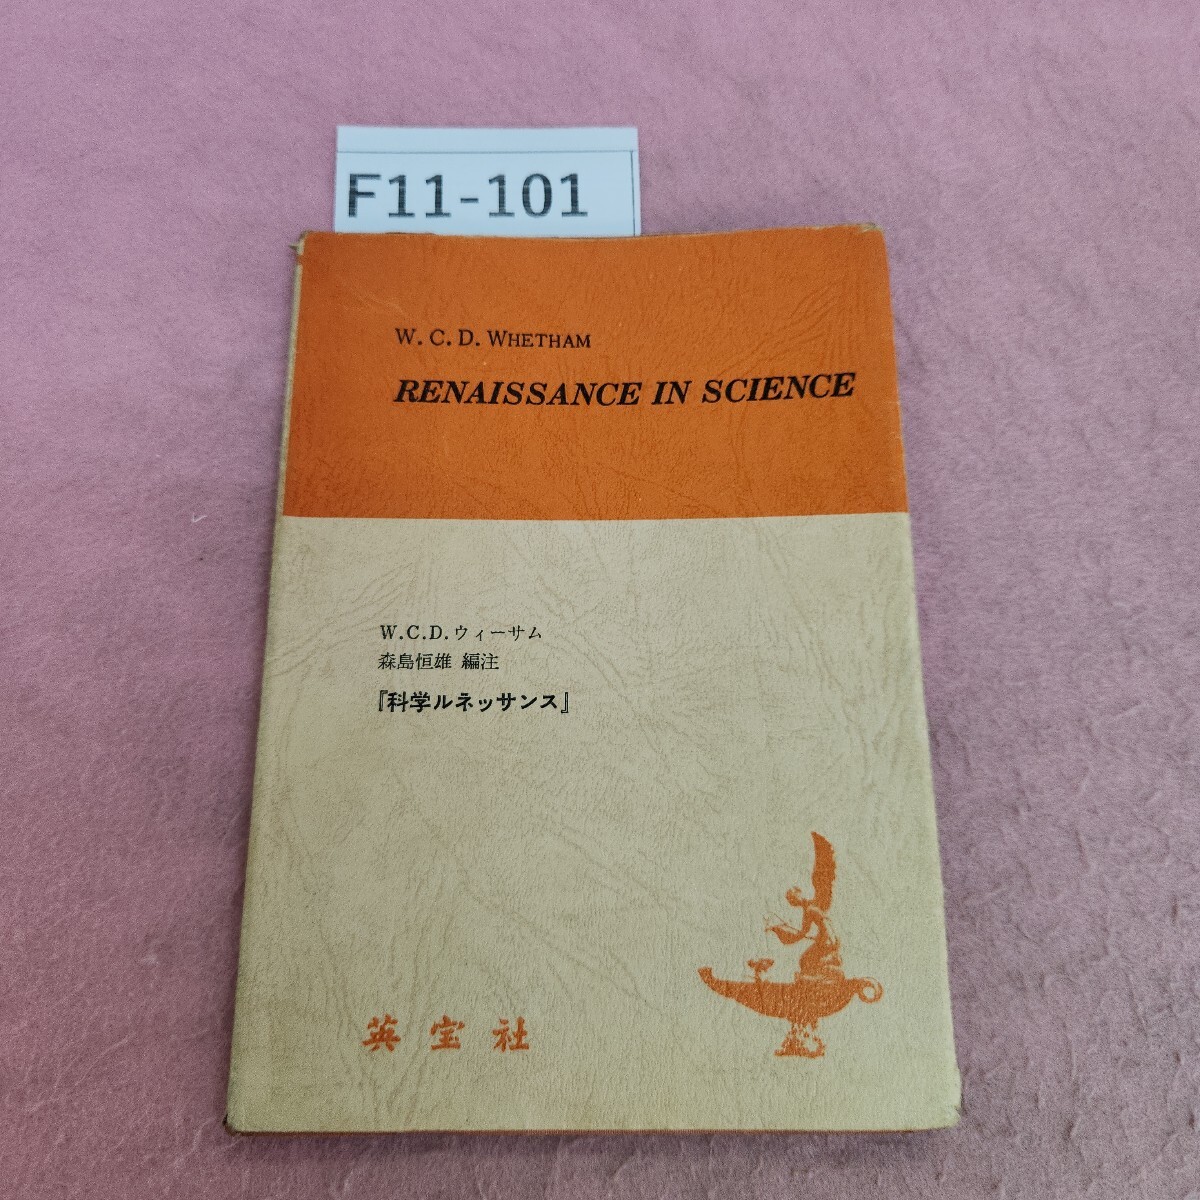 F11-101
W. C. D. WHETHAM
RENAISSANCE IN SCIENCE
W.C.D.ウィーサム
森島恒雄 編注
『科学ルネッサンス』
英宝社